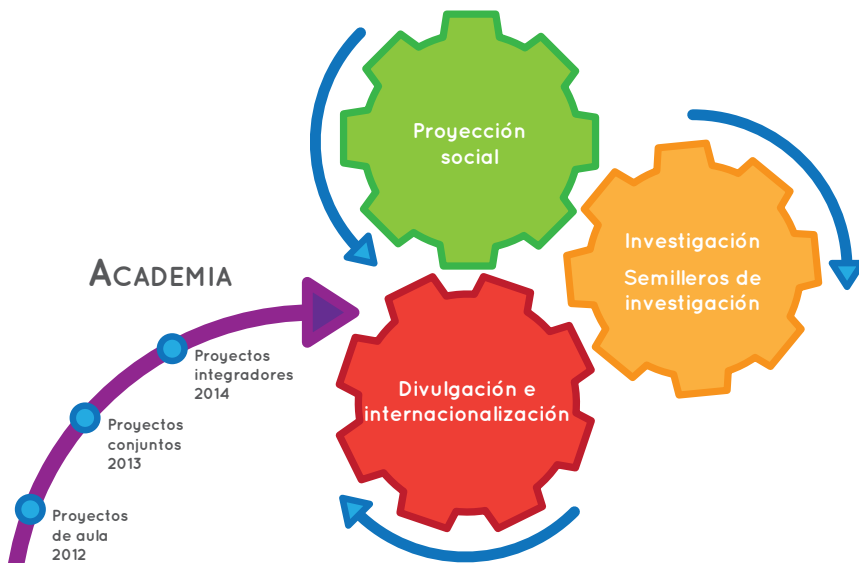 Proyección
social
Investigación
Semilleros de
investigación
ACADEMIA
Proyectos
integradores
2014
Divulgación e
internacionalización
Proyectos
conjuntos
2013
Proyectos
de aula
2012